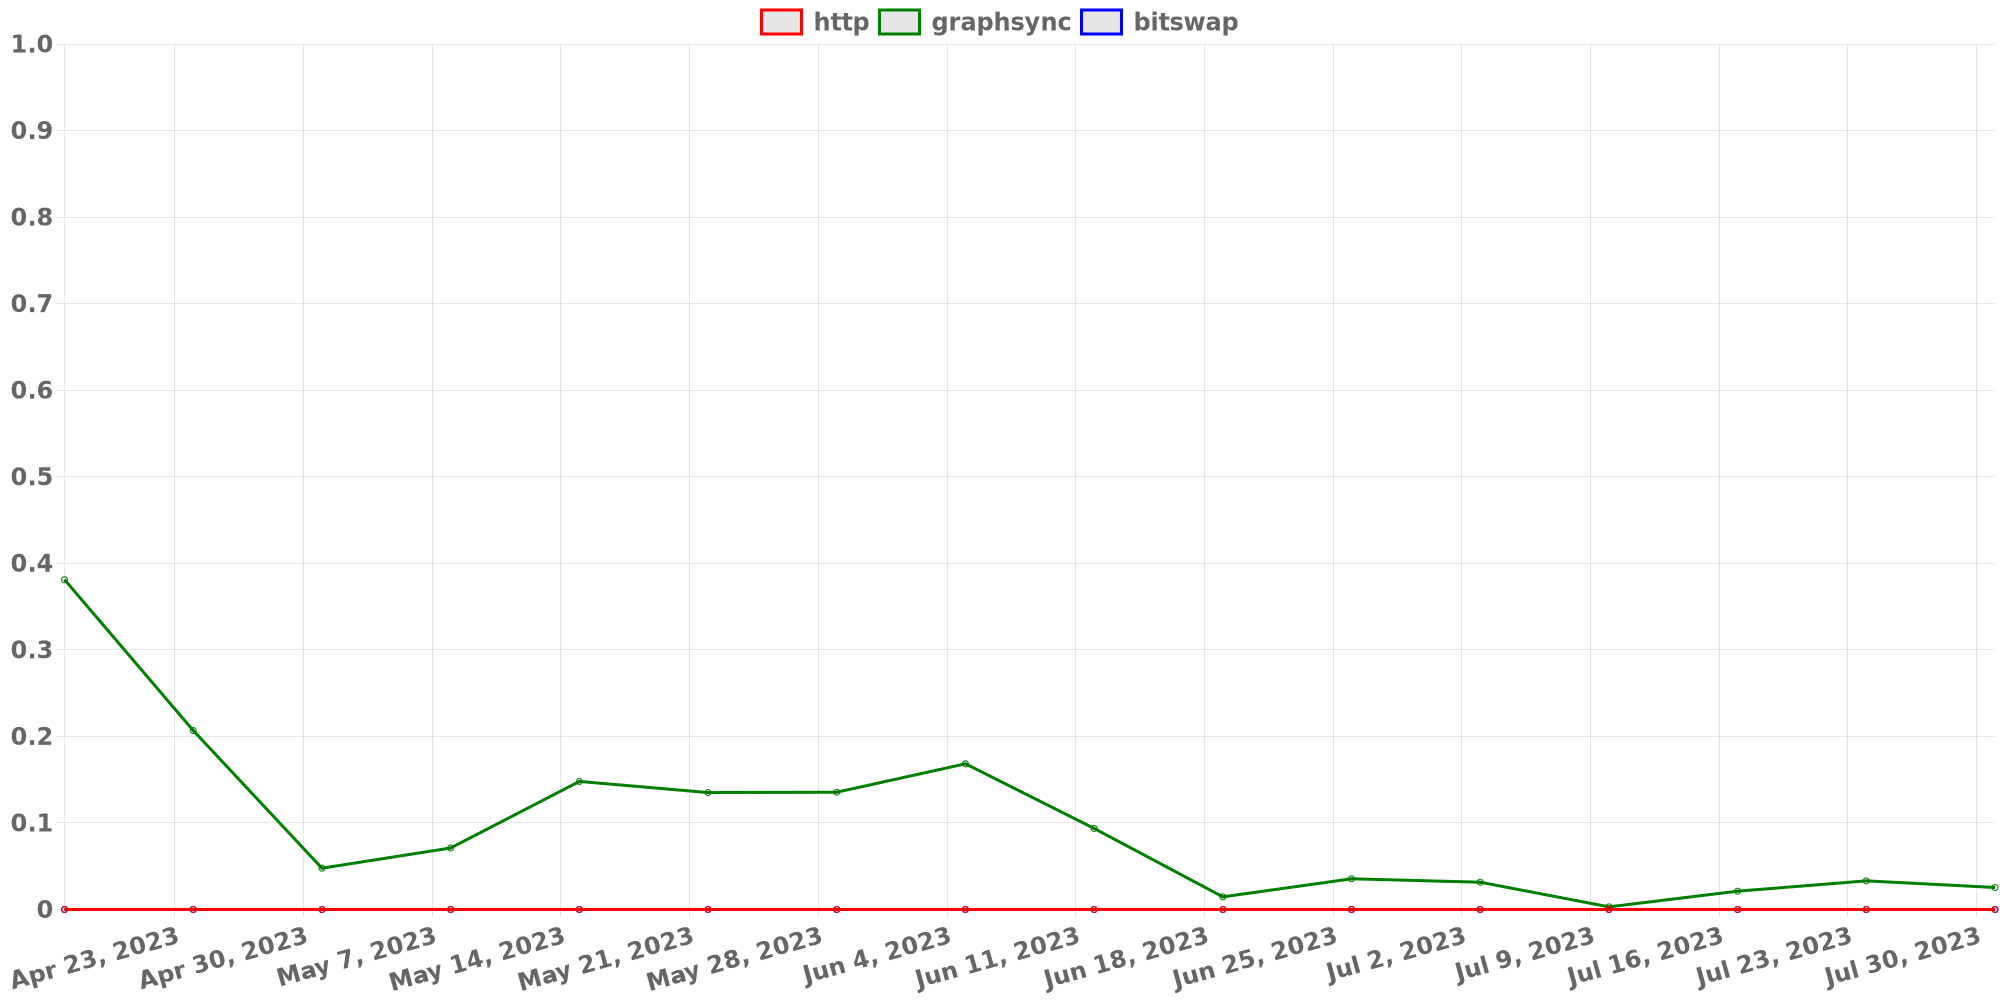 http graphsync bitswap
1.0
0.9
0.8
0.7
0.6
0.5
0.4
0.3
0.2
0.1
0
Apr 23, 2023
Apr 30, 2023
May 7, 2023
May 14, 2023
May 21, 2023
May 28, 2023
Jun 4, 2023
Jun 11, 2023
Jun 18, 2023
Jun 25, 2023
Jul 2, 2023
Jul 9, 2023
Jul 16, 2023
Jul 23, 2023
Jul 30, 2023